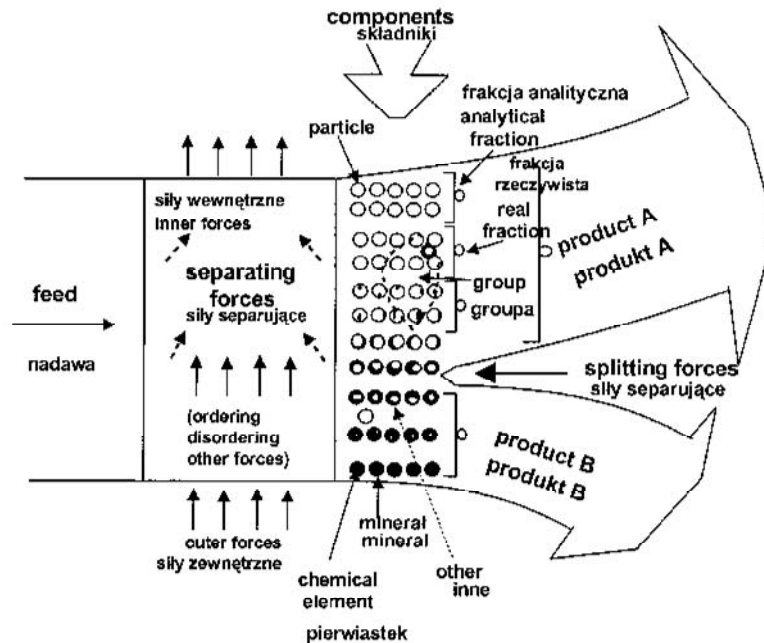 components
składniki
frakcja analityczna
analytical
fraction
particle
frakcja
rzeczywista
real
fraction
siły wewnętrzne
inner forces
separating
forces
siły separujące
product A
produkt A
group
groupa
feed
nadawa
splitting forces
siły separujące
(ordering
disordering
other forces)
product B
produkt B
outer forces
siły zewnętrzne
minerał
mineral
other
inne
chemical
element
pierwiastek